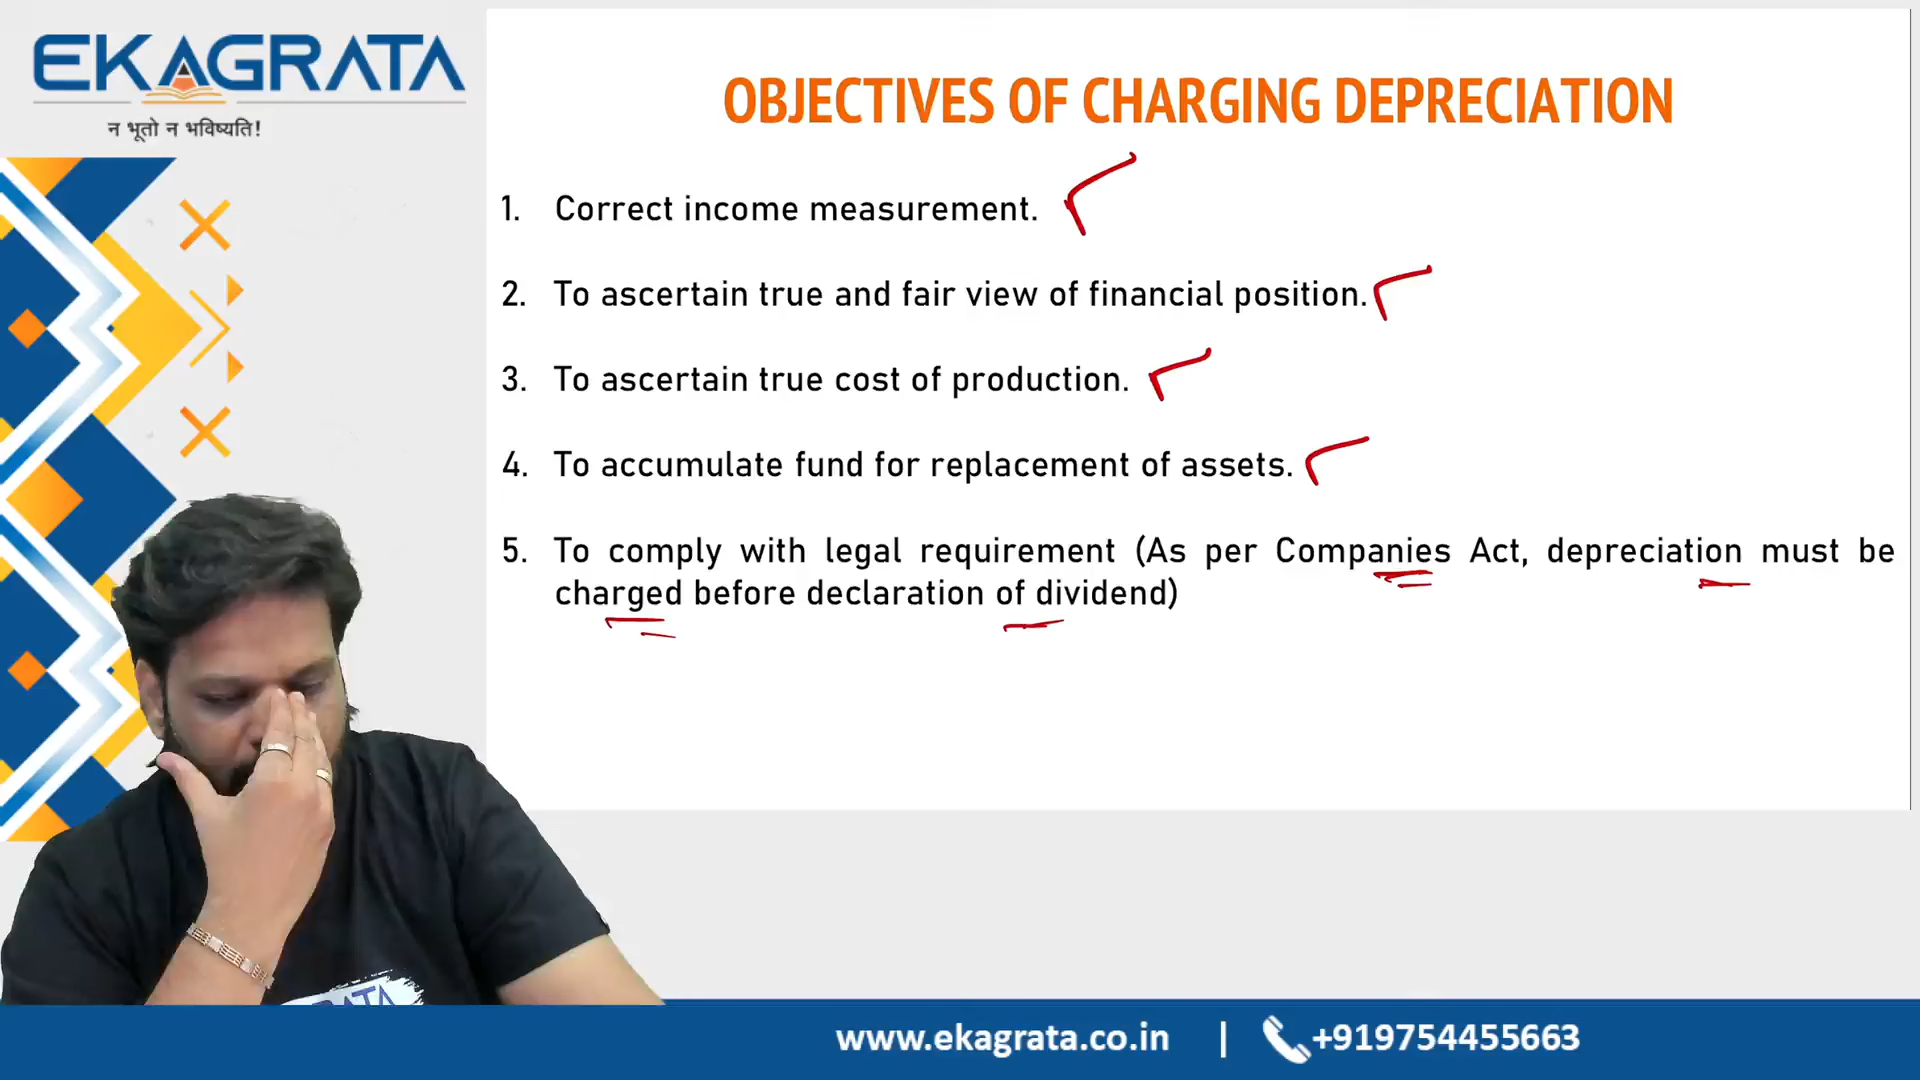 EKAGRATA
न भूतो न भविष्यति!
OBJECTIVES OF CHARGING DEPRECIATION
1. Correct income measurement.
2. To ascertain true and fair view of financial position.
3. To ascertain true cost of production.
4. To accumulate fund for replacement of assets.
5. To comply with legal requirement (As per Companies Act, depreciation must be
charged before declaration of dividend)
RATA
www.ekagrata.co.in | +919754455663